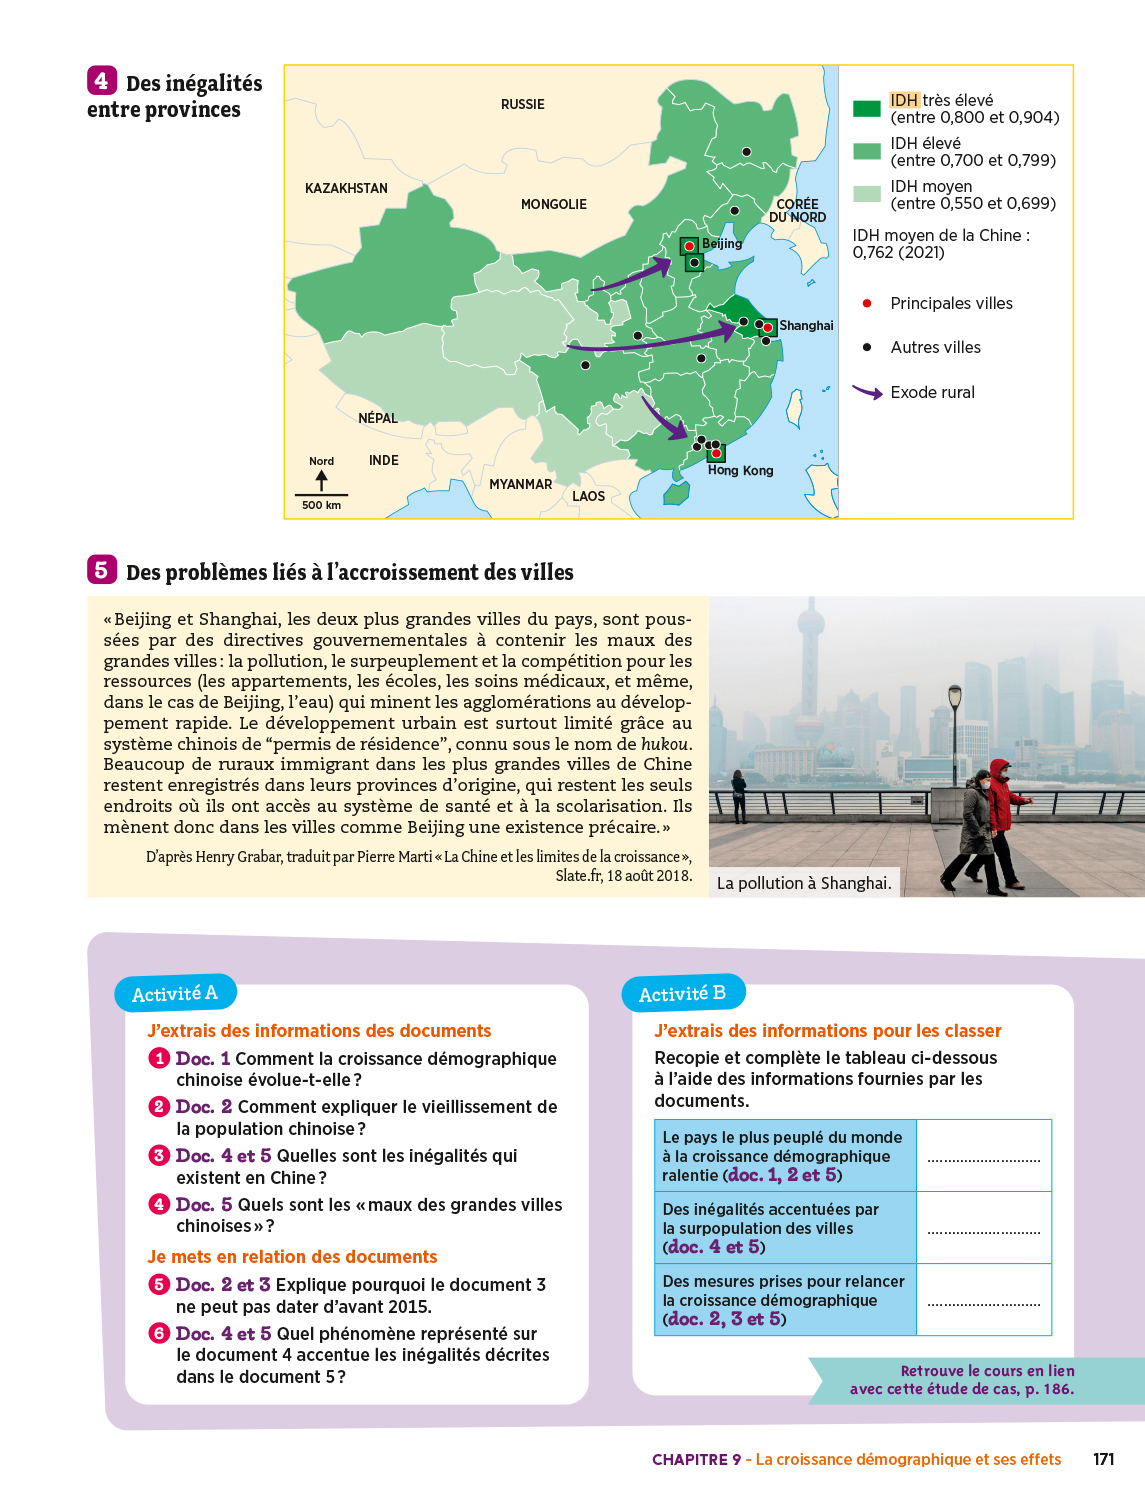 4 Des inégalités
entre provinces
RUSSIE
KAZAKHSTAN
MONGOLIE
CORÉE
DU NORD
Beijing
Shanghai
NÉPAL
INDE
MYANMAR
LAOS
Hong Kong
Nord
500 km
IDH très élevé
(entre 0,800 et 0,904)
IDH élevé
(entre 0,700 et 0,799)
IDH moyen
(entre 0,550 et 0,699)
IDH moyen de la Chine :
0,762 (2021)
Principales villes
Autres villes
Exode rural
5 Des problèmes liés à l’accroissement des villes
« Beijing et Shanghai, les deux plus grandes villes du pays, sont pous-
sées par des directives gouvernementales à contenir les maux des
grandes villes : la pollution, le surpeuplement et la compétition pour les
ressources (les appartements, les écoles, les soins médicaux, et même,
dans le cas de Beijing, l’eau) qui minent les agglomérations au dévelop-
pement rapide. Le développement urbain est surtout limité grâce au
système chinois de “permis de résidence”, connu sous le nom de hukou.
Beaucoup de ruraux immigrant dans les plus grandes villes de Chine
restent enregistrés dans leurs provinces d’origine, qui restent les seuls
endroits où ils ont accès au système de santé et à la scolarisation. Ils
mènent donc dans les villes comme Beijing une existence précaire. »
D’après Henry Grabar, traduit par Pierre Marti « La Chine et les limites de la croissance »,
Slate.fr, 18 août 2018.
La pollution à Shanghai.
Activité A
J’extrais des informations des documents
1 Doc. 1 Comment la croissance démographique
chinoise évolue-t-elle ?
2 Doc. 2 Comment expliquer le vieillissement de
la population chinoise ?
3 Doc. 4 et 5 Quelles sont les inégalités qui
existent en Chine ?
4 Doc. 5 Quels sont les « maux des grandes villes
chinoises » ?
Je mets en relation des documents
5 Doc. 2 et 3 Explique pourquoi le document 3
ne peut pas dater d’avant 2015.
6 Doc. 4 et 5 Quel phénomène représenté sur
le document 4 accentue les inégalités décrites
dans le document 5 ?
Activité B
J’extrais des informations pour les classer
Recopie et complète le tableau ci-dessous
à l’aide des informations fournies par les
documents.
Le pays le plus peuplé du monde
à la croissance démographique
ralentie (doc. 1, 2 et 5)
............................
Des inégalités accentuées par
la surpopulation des villes
(doc. 4 et 5)
............................
Des mesures prises pour relancer
la croissance démographique
(doc. 2, 3 et 5)
............................
Retrouve le cours en lien
avec cette étude de cas, p. 186.
CHAPITRE 9 - La croissance démographique et ses effets 171